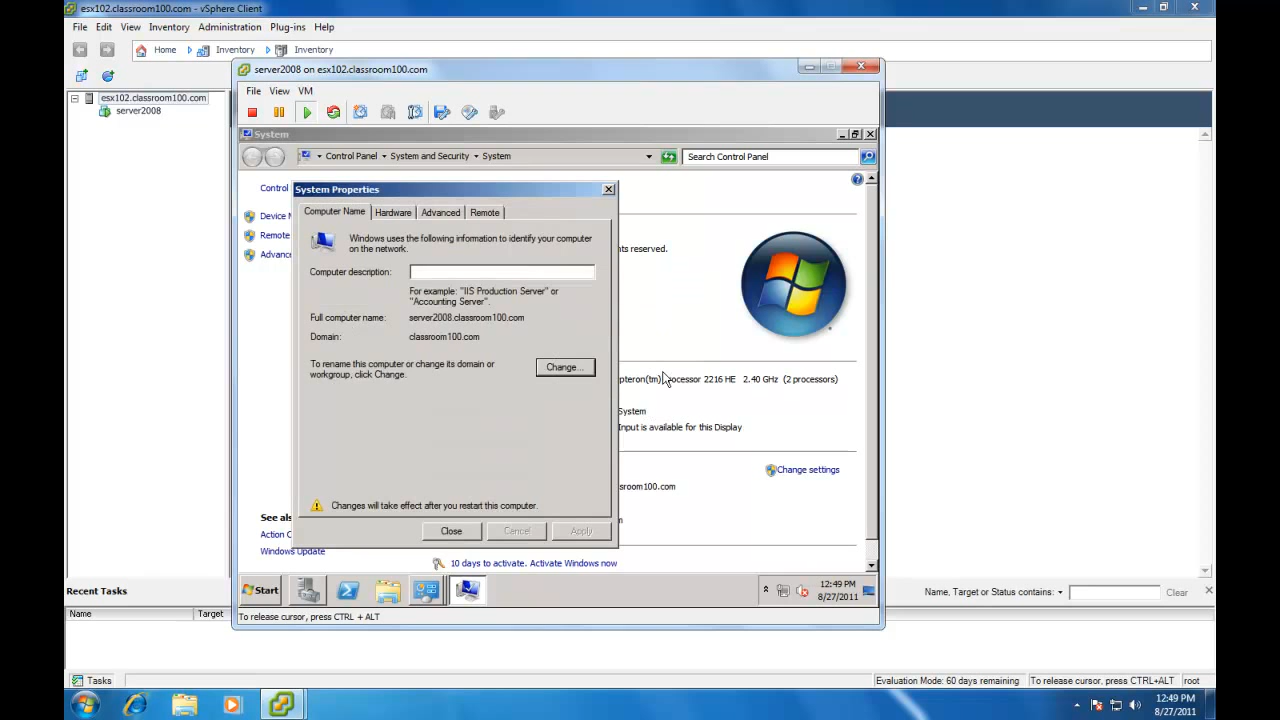 esx102.classroom100.com - vSphere Client
File Edit View Inventory Administration Plug-ins Help
Home Inventory Inventory
esx102.classroom100.com
server2008
server2008 on esx102.classroom100.com
File View VM
System
Control Panel System and Security System
Search Control Panel
Control
Device M
Remote
Advanc
System Properties
Computer Name Hardware Advanced Remote
Windows uses the following information to identify your computer
on the network.
Computer description:
For example: "IIS Production Server" or
"Accounting Server".
Full computer name: server2008.classroom100.com
Domain: classroom100.com
To rename this computer or change its domain or
workgroup, click Change.
Change...
Changes will take effect after you restart this computer.
Close Cancel Apply
nts reserved.
pteron(tm) Processor 2216 HE 2.40 GHz (2 processors)
System
Input is available for this Display
Change settings
sroom100.com
m
See als
Action C
Windows Update
10 days to activate. Activate Windows now
Start
12:49 PM
8/27/2011
To release cursor, press CTRL + ALT
Recent Tasks
Name, Target or Status contains:
Clear
Name Target
Tasks
Evaluation Mode: 60 days remaining
To release cursor, press CTRL+ALT
root
12:49 PM
8/27/2011